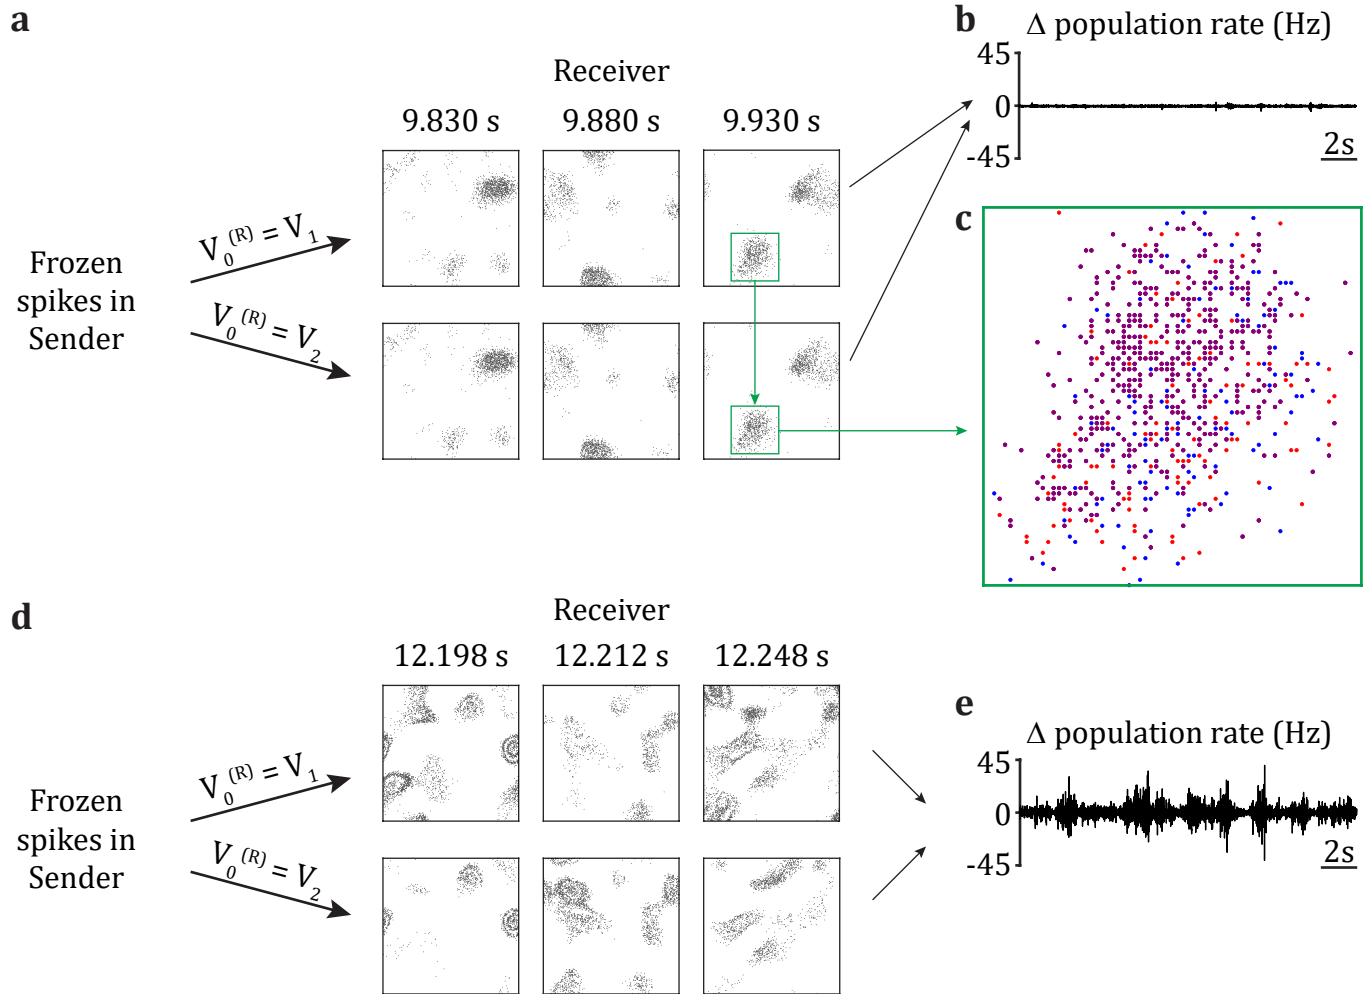 a
Receiver
9.830 s 9.880 s 9.930 s
Frozen
spikes in
Sender
V₀⁽ᴿ⁾ = V₁
V₀⁽ᴿ⁾ = V₂
b
Δ population rate (Hz)
45
0
-45
2s
c
d
Receiver
12.198 s 12.212 s 12.248 s
Frozen
spikes in
Sender
V₀⁽ᴿ⁾ = V₁
V₀⁽ᴿ⁾ = V₂
e
Δ population rate (Hz)
45
0
-45
2s